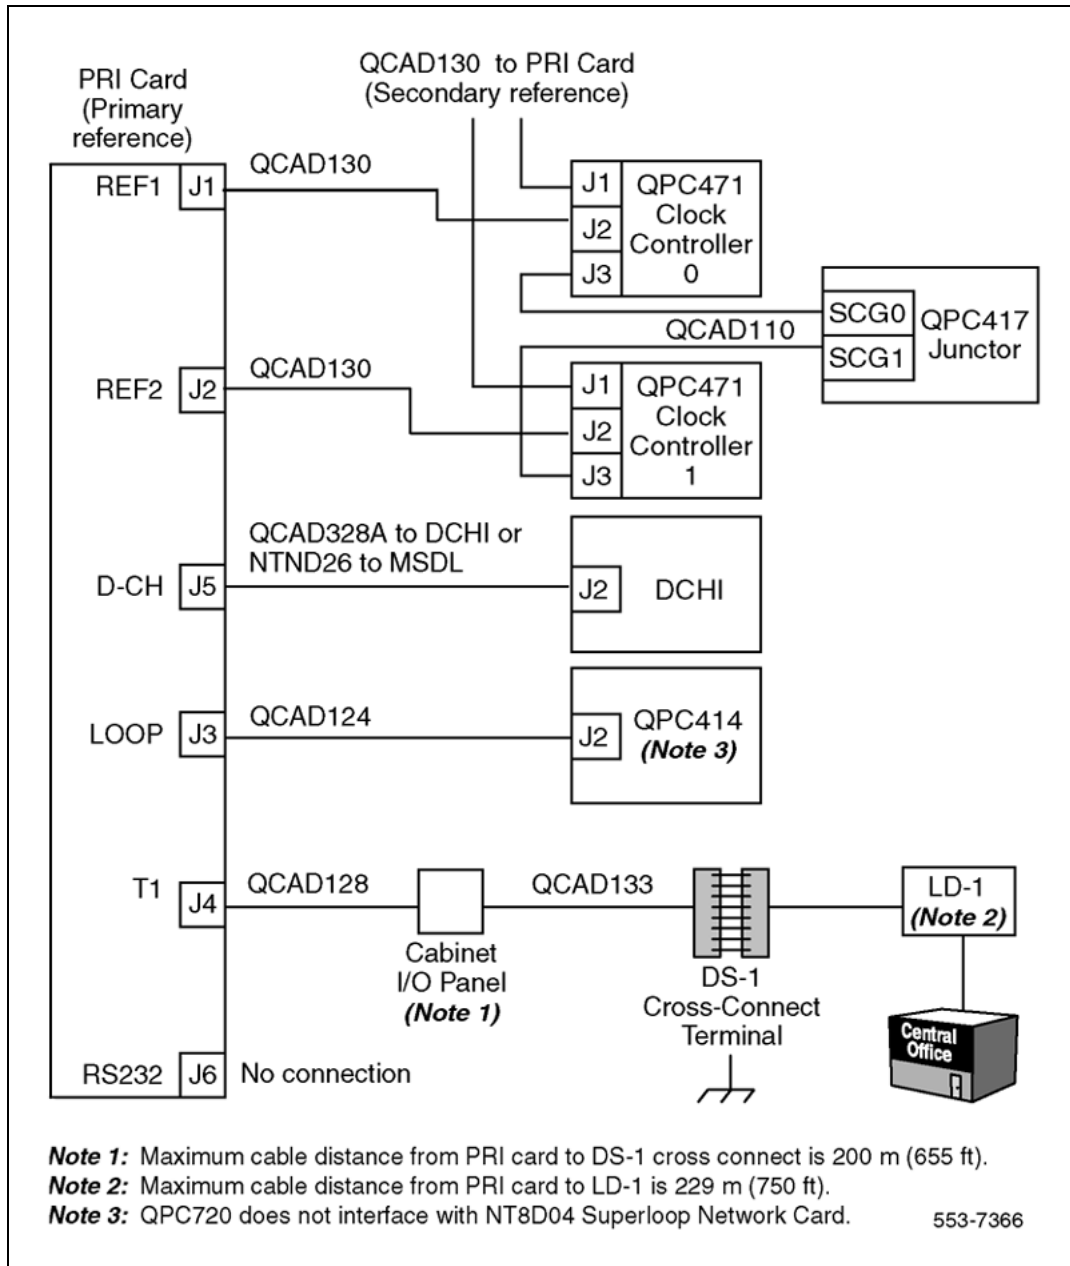 PRI Card
(Primary
reference)
QCAD130 to PRI Card
(Secondary reference)
REF1
J1
QCAD130
J1
J2
J3
QPC471
Clock
Controller
0
QCAD110
SCG0
SCG1
QPC417
Junctor
REF2
J2
QCAD130
J1
J2
J3
QPC471
Clock
Controller
1
D-CH
J5
QCAD328A to DCHI or
NTND26 to MSDL
J2
DCHI
LOOP
J3
QCAD124
J2
QPC414
(Note 3)
T1
J4
QCAD128
Cabinet
I/O Panel
(Note 1)
QCAD133
DS-1
Cross-Connect
Terminal
LD-1
(Note 2)
Central
Office
RS232
J6
No connection
Note 1: Maximum cable distance from PRI card to DS-1 cross connect is 200 m (655 ft).
Note 2: Maximum cable distance from PRI card to LD-1 is 229 m (750 ft).
Note 3: QPC720 does not interface with NT8D04 Superloop Network Card.
553-7366